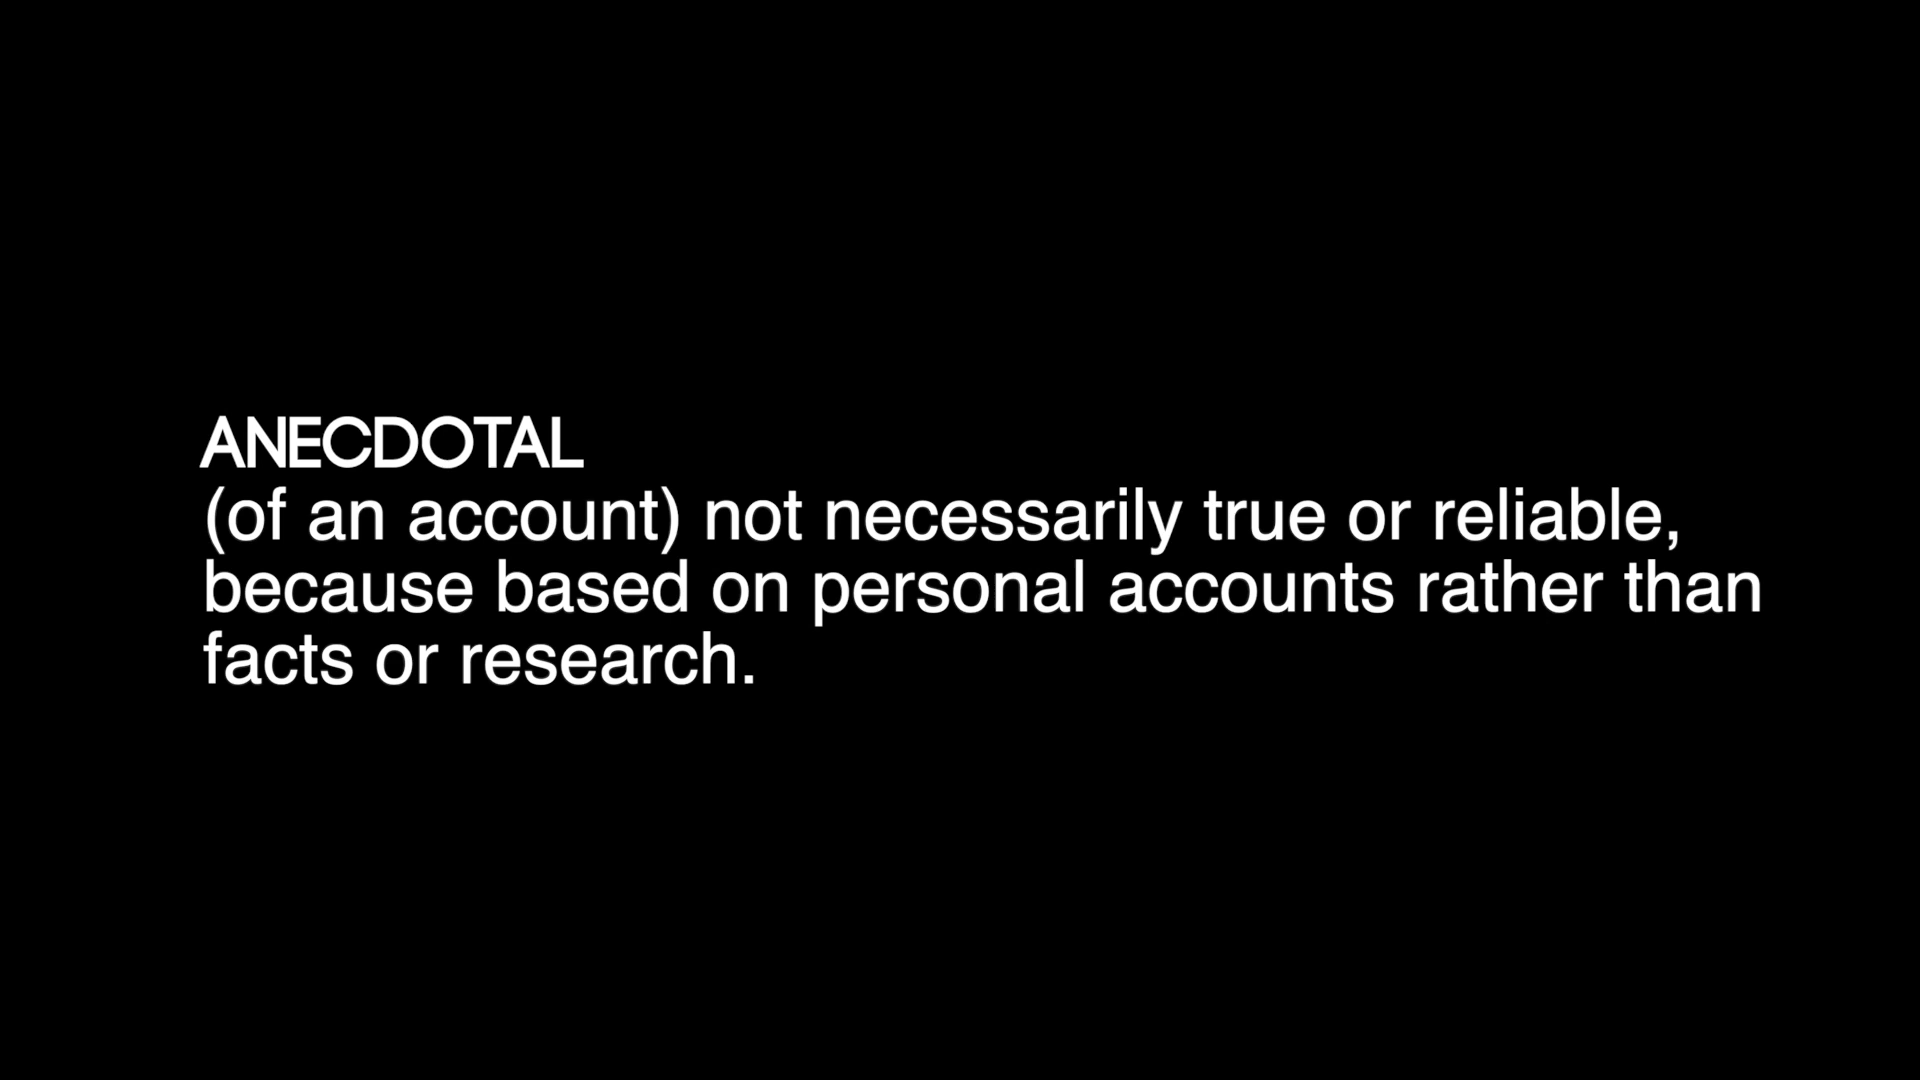 ANECDOTAL
(of an account) not necessarily true or reliable,
because based on personal accounts rather than
facts or research.